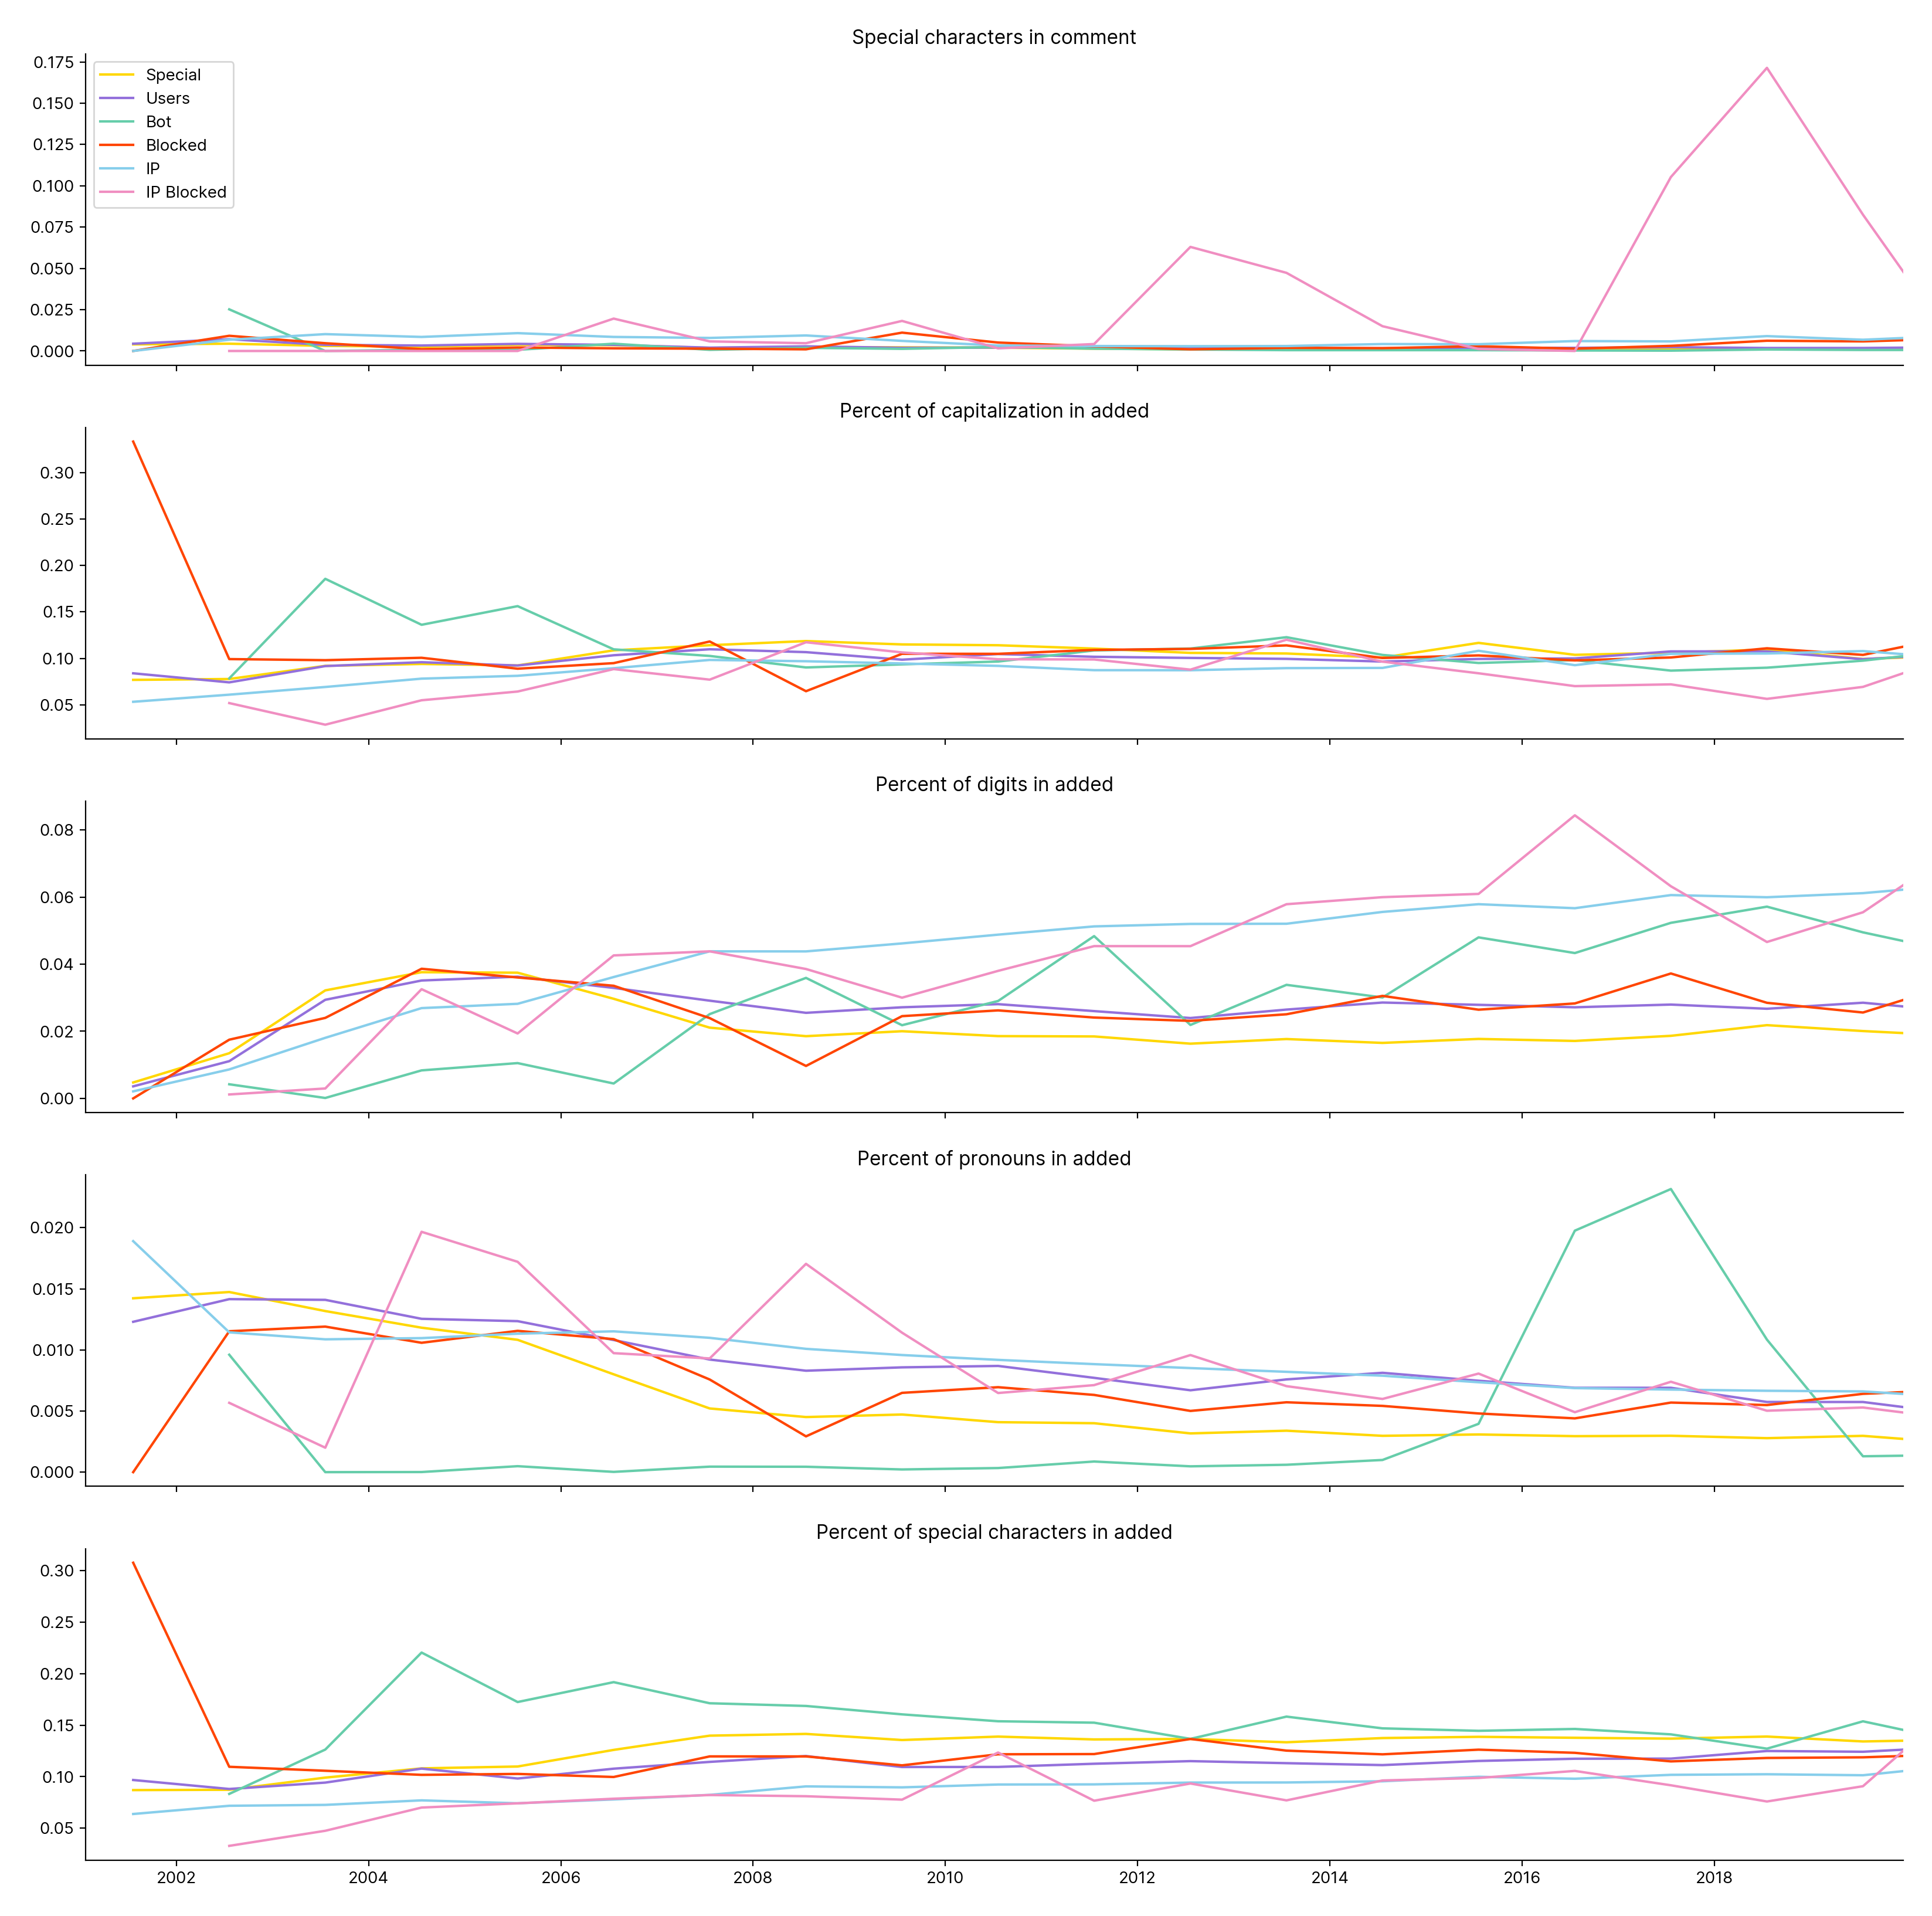 Special characters in comment
0.175
0.150
0.125
0.100
0.075
0.050
0.025
0.000
Special
Users
Bot
Blocked
IP
IP Blocked
Percent of capitalization in added
0.30
0.25
0.20
0.15
0.10
0.05
Percent of digits in added
0.08
0.06
0.04
0.02
0.00
Percent of pronouns in added
0.020
0.015
0.010
0.005
0.000
Percent of special characters in added
0.30
0.25
0.20
0.15
0.10
0.05
2002 2004 2006 2008 2010 2012 2014 2016 2018